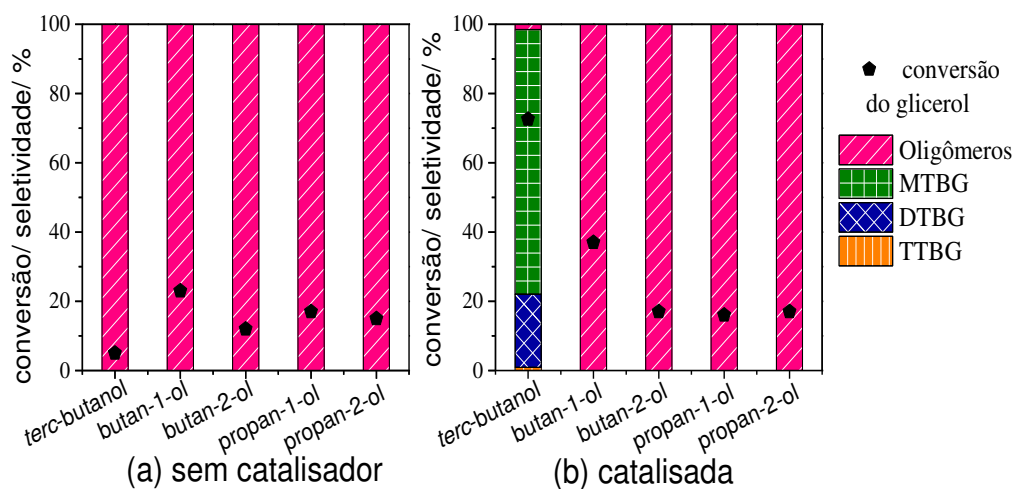 conversão/ seletividade/ %
100
80
60
40
20
0
terc-butanol
butan-1-ol
butan-2-ol
propan-1-ol
propan-2-ol
(a) sem catalisador
conversão/ seletividade/ %
100
80
60
40
20
0
terc-butanol
butan-1-ol
butan-2-ol
propan-1-ol
propan-2-ol
(b) catalisada
conversão
do glicerol
Oligômeros
MTBG
DTBG
TTBG